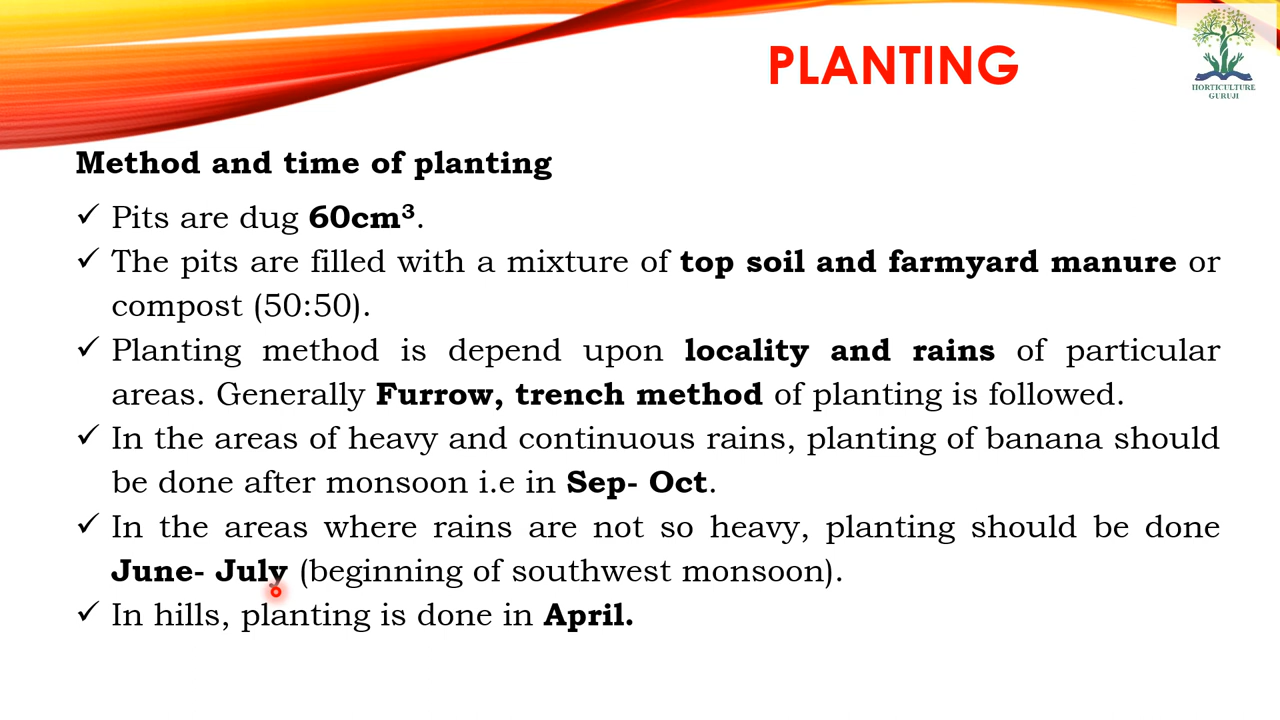 PLANTING
HORTICULTURE
GURUJI
Method and time of planting
✓ Pits are dug 60cm³.
✓ The pits are filled with a mixture of top soil and farmyard manure or
compost (50:50).
✓ Planting method is depend upon locality and rains of particular
areas. Generally Furrow, trench method of planting is followed.
✓ In the areas of heavy and continuous rains, planting of banana should
be done after monsoon i.e in Sep- Oct.
✓ In the areas where rains are not so heavy, planting should be done
June- July (beginning of southwest monsoon).
✓ In hills, planting is done in April.